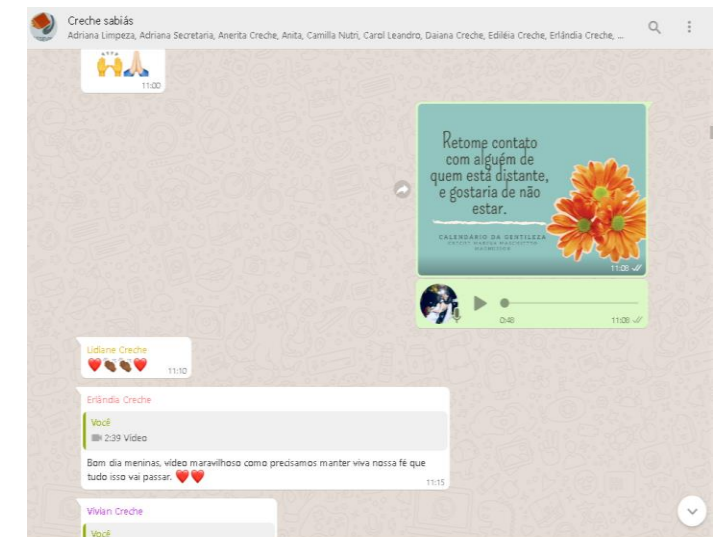 Creche sabiás
Adriana Limpeza, Adriana Secretaria, Anerita Creche, Anita, Camilla Nutri, Carol Leandro, Daiana Creche, Ediléia Creche, Erlândia Creche, ...
11:00
Retome contato
com alguém de
quem está distante,
e gostaria de não
estar.
CALENDÁRIO DA GENTILEZA
11:08
0:48 11:08
Lidiane Creche
❤️👏🏾👏🏾❤️ 11:10
Erlândia Creche
Você
2:39 Vídeo
Bom dia meninas, vídeo maravilhoso como precisamos manter viva nossa fé que
tudo isso vai passar. ❤️❤️
11:15
Vivian Creche
Você